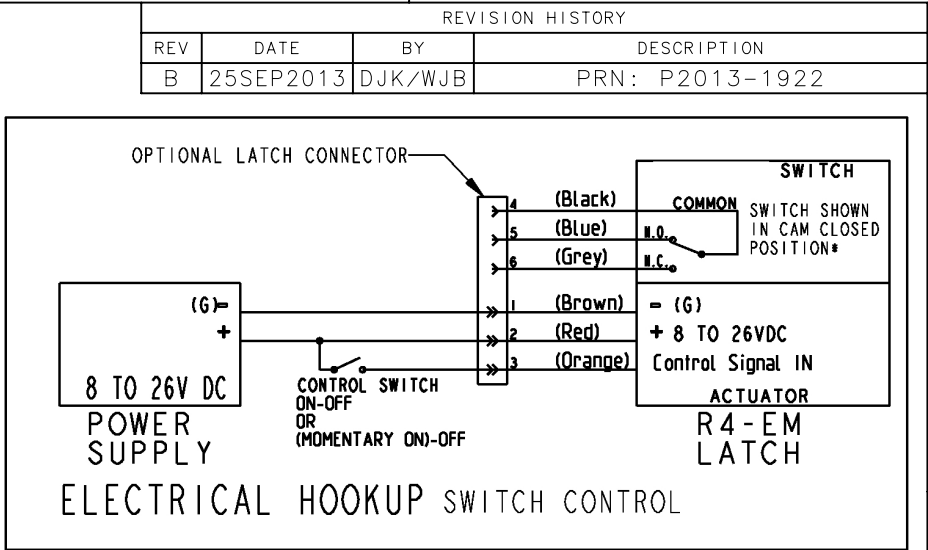 REVISION HISTORY
REV DATE BY DESCRIPTION
B 25SEP2013 DJK/WJB PRN: P2013-1922
OPTIONAL LATCH CONNECTOR
SWITCH
4 (Black) COMMON
SWITCH SHOWN
IN CAM CLOSED
POSITION*
5 (Blue) N.O.
6 (Grey) N.C.
(G)-
+
8 TO 26V DC
POWER
SUPPLY
1 (Brown) - (G)
2 (Red) + 8 TO 26VDC
3 (Orange) Control Signal IN
CONTROL SWITCH
ON-OFF
OR
(MOMENTARY ON)-OFF
ACTUATOR
R4-EM
LATCH
ELECTRICAL HOOKUP SWITCH CONTROL